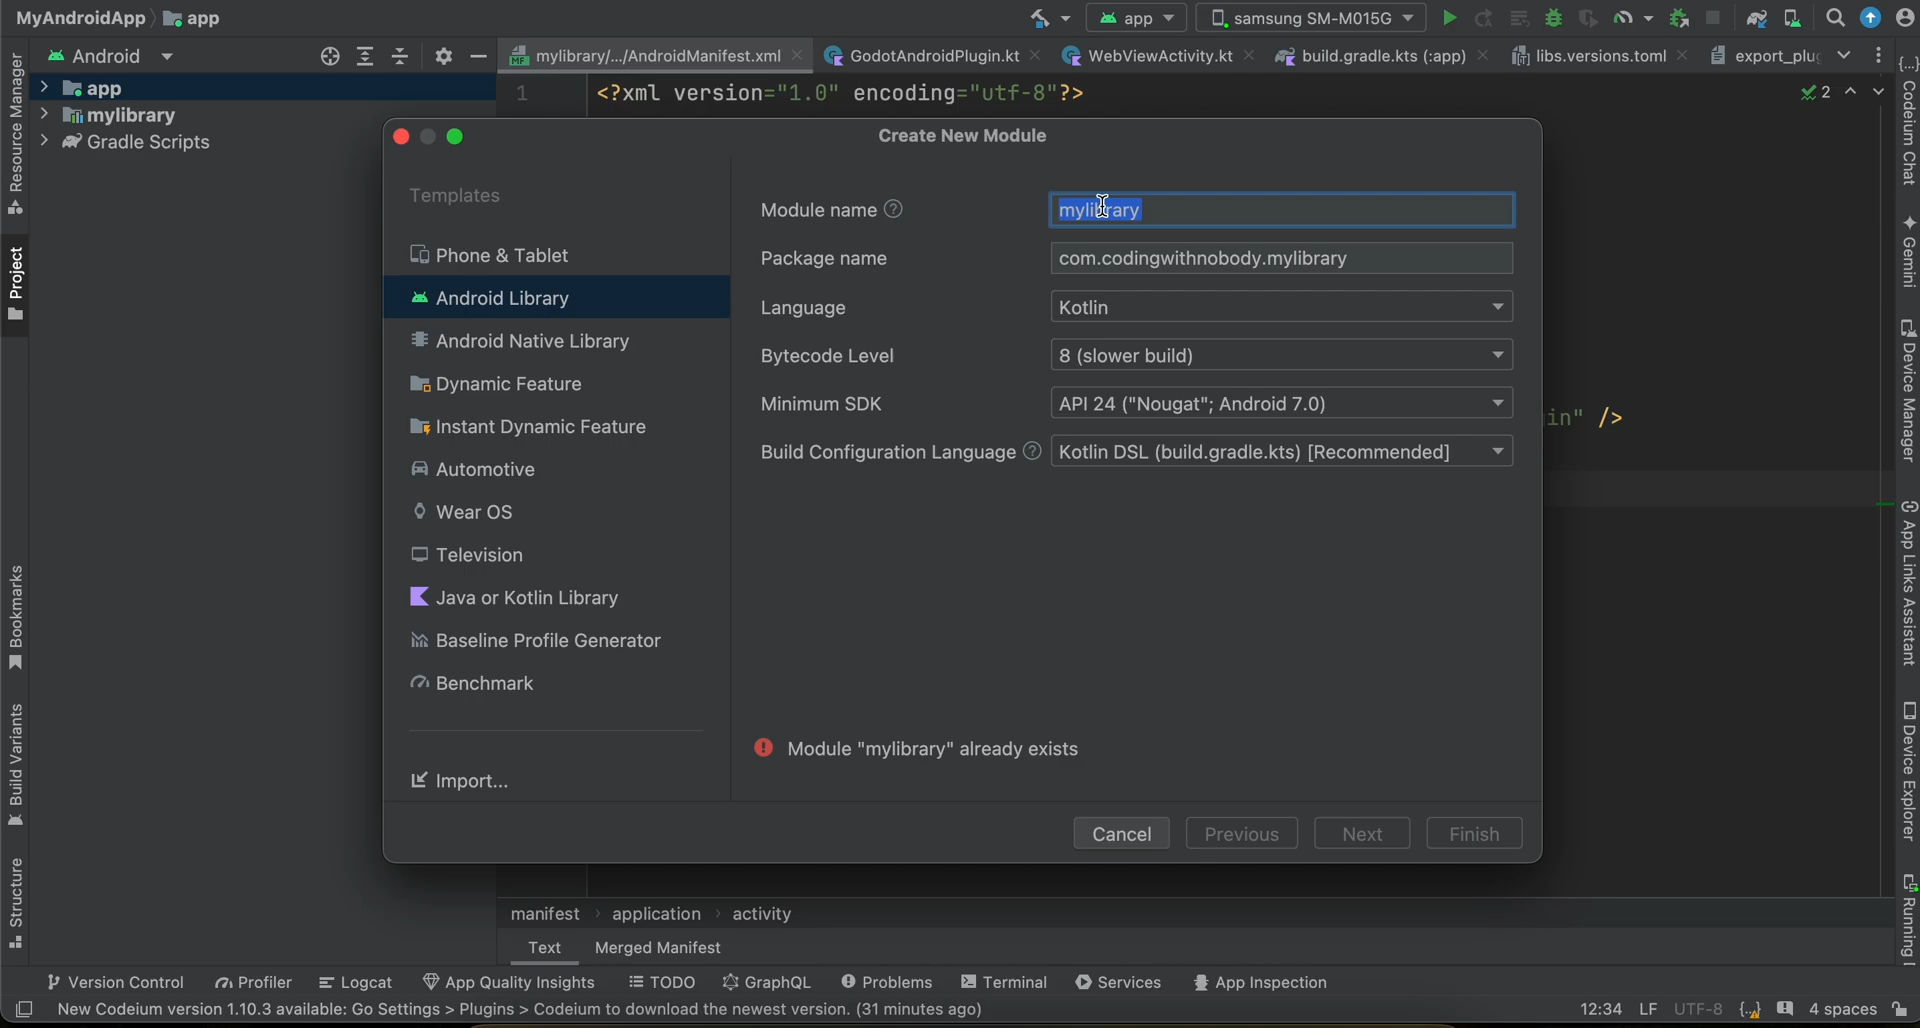 MyAndroidApp app
app samsung SM-M015G
Android
mylibrary/.../AndroidManifest.xml GodotAndroidPlugin.kt WebViewActivity.kt build.gradle.kts (:app) libs.versions.toml export_plu
Resource Manager
Project
Bookmarks
Build Variants
Structure
app
mylibrary
Gradle Scripts
1 <?xml version="1.0" encoding="utf-8"?>
2
in" />
Create New Module
Templates
Phone & Tablet
Android Library
Android Native Library
Dynamic Feature
Instant Dynamic Feature
Automotive
Wear OS
Television
Java or Kotlin Library
Baseline Profile Generator
Benchmark
Import...
Module name ? mylibrary
Package name com.codingwithnobody.mylibrary
Language Kotlin
Bytecode Level 8 (slower build)
Minimum SDK API 24 ("Nougat"; Android 7.0)
Build Configuration Language ? Kotlin DSL (build.gradle.kts) [Recommended]
Module "mylibrary" already exists
Cancel Previous Next Finish
Codeium Chat
Gemini
Device Manager
App Links Assistant
Device Explorer
Running
manifest application activity
Text Merged Manifest
Version Control Profiler Logcat App Quality Insights TODO GraphQL Problems Terminal Services App Inspection
New Codeium version 1.10.3 available: Go Settings > Plugins > Codeium to download the newest version. (31 minutes ago) 12:34 LF UTF-8 4 spaces